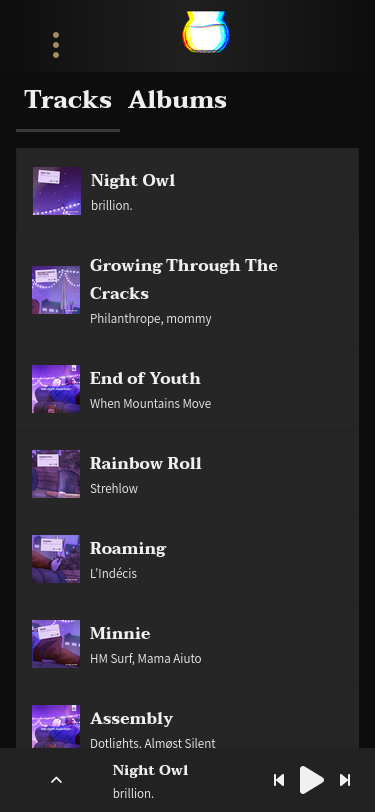 Tracks Albums
Night Owl
brillion.
Growing Through The
Cracks
Philanthrope, mommy
End of Youth
When Mountains Move
Rainbow Roll
Strehlow
Roaming
L'Indécis
Minnie
HM Surf, Mama Aiuto
Assembly
Dotlights, Almøst Silent
Night Owl
brillion.